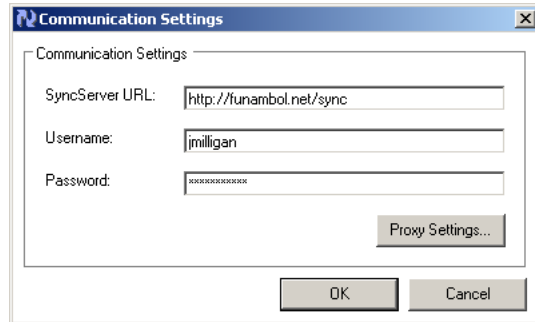 Communication Settings
Communication Settings
SyncServer URL: http://funambol.net/sync
Username: jmilligan
Password: ***********
Proxy Settings...
OK Cancel